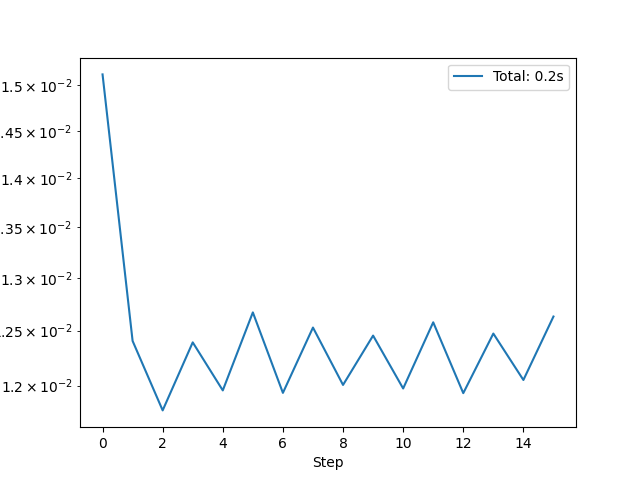 Total: 0.2s
1.5 × 10⁻²
.45 × 10⁻²
1.4 × 10⁻²
.35 × 10⁻²
1.3 × 10⁻²
.25 × 10⁻²
1.2 × 10⁻²
0 2 4 6 8 10 12 14
Step